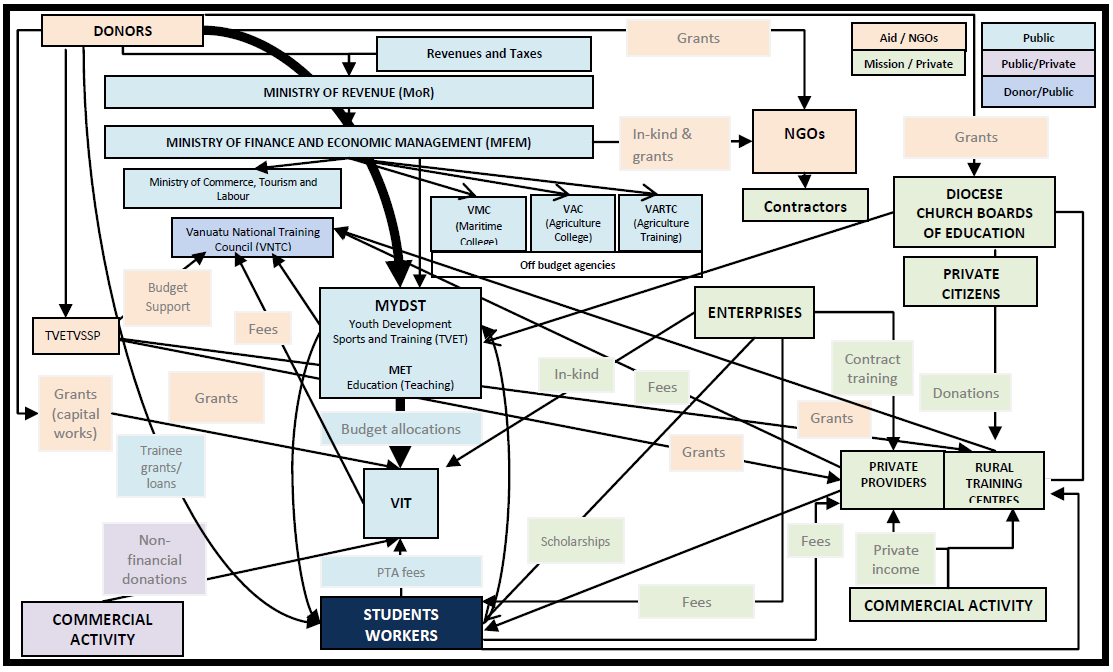 DONORS
Grants
Aid / NGOs
Public
Mission / Private
Public/Private
Donor/Public
Revenues and Taxes
MINISTRY OF REVENUE (MoR)
MINISTRY OF FINANCE AND ECONOMIC MANAGEMENT (MFEM)
In-kind &
grants
NGOs
Grants
Ministry of Commerce, Tourism and
Labour
VMC
(Maritime
College)
VAC
(Agriculture
College)
VARTC
(Agriculture
Training)
Off budget agencies
Contractors
DIOCESE
CHURCH BOARDS
OF EDUCATION
Vanuatu National Training
Council (VNTC)
PRIVATE
CITIZENS
Budget
Support
Fees
MYDST
Youth Development
Sports and Training (TVET)
MET
Education (Teaching)
ENTERPRISES
TVETVSSP
Contract
training
In-kind
Fees
Donations
Grants
(capital
works)
Grants
Grants
Budget allocations
Grants
Trainee
grants/
loans
PRIVATE
PROVIDERS
RURAL
TRAINING
CENTRES
VIT
Non-
financial
donations
Scholarships
Fees
Private
income
PTA fees
Fees
COMMERCIAL
ACTIVITY
STUDENTS
WORKERS
COMMERCIAL ACTIVITY